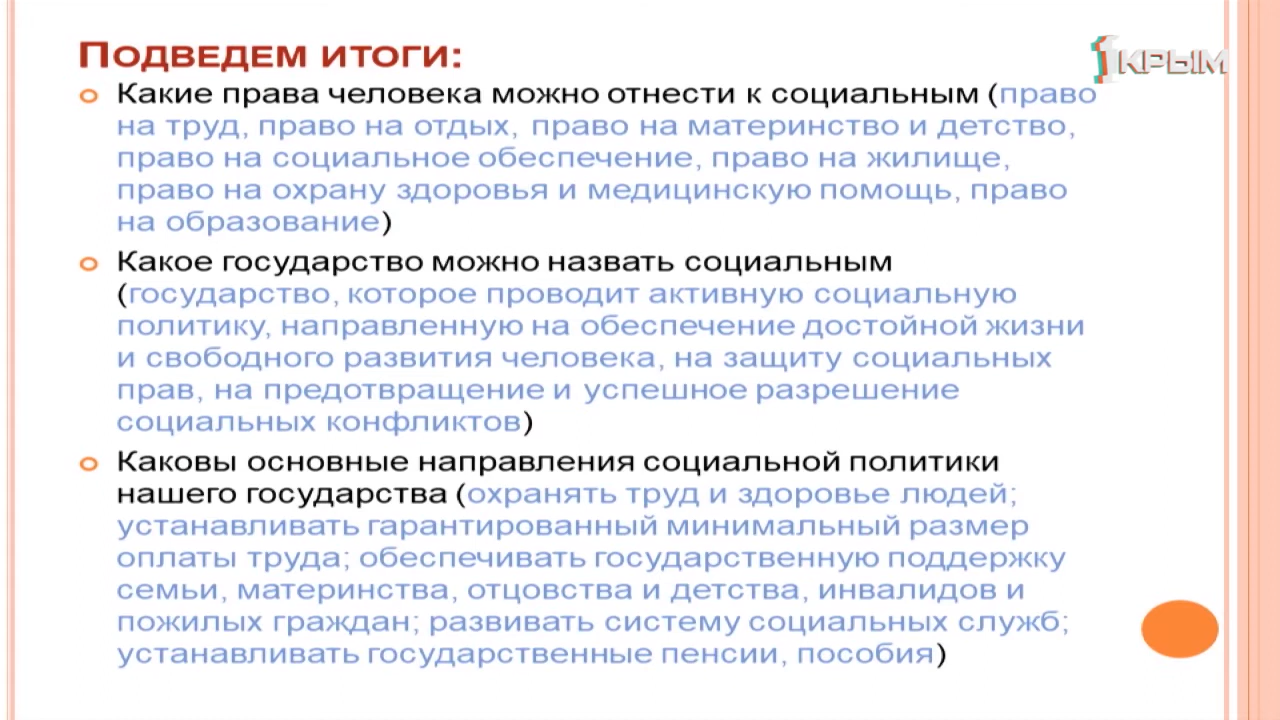 ПОДВЕДЕМ ИТОГИ:
1КРЫМ
Какие права человека можно отнести к социальным (право
на труд, право на отдых, право на материнство и детство,
право на социальное обеспечение, право на жилище,
право на охрану здоровья и медицинскую помощь, право
на образование)
Какое государство можно назвать социальным
(государство, которое проводит активную социальную
политику, направленную на обеспечение достойной жизни
и свободного развития человека, на защиту социальных
прав, на предотвращение и успешное разрешение
социальных конфликтов)
Каковы основные направления социальной политики
нашего государства (охранять труд и здоровье людей;
устанавливать гарантированный минимальный размер
оплаты труда; обеспечивать государственную поддержку
семьи, материнства, отцовства и детства, инвалидов и
пожилых граждан; развивать систему социальных служб;
устанавливать государственные пенсии, пособия)